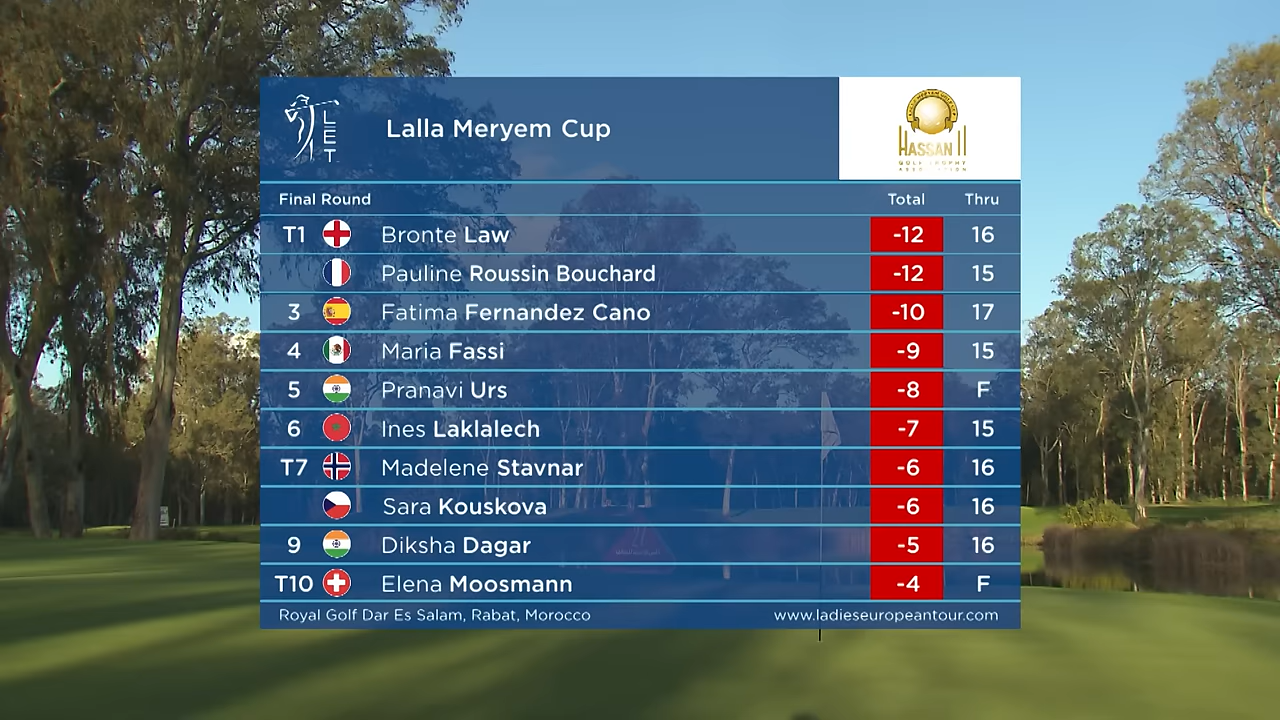 LET
Lalla Meryem Cup
HASSAN II
GOLF TROPHY
ASSOCIATION
Final Round Total Thru
T1 Bronte Law -12 16
Pauline Roussin Bouchard -12 15
3 Fatima Fernandez Cano -10 17
4 Maria Fassi -9 15
5 Pranavi Urs -8 F
6 Ines Laklalech -7 15
T7 Madelene Stavnar -6 16
Sara Kouskova -6 16
9 Diksha Dagar -5 16
T10 Elena Moosmann -4 F
Royal Golf Dar Es Salam, Rabat, Morocco www.ladieseuropeantour.com